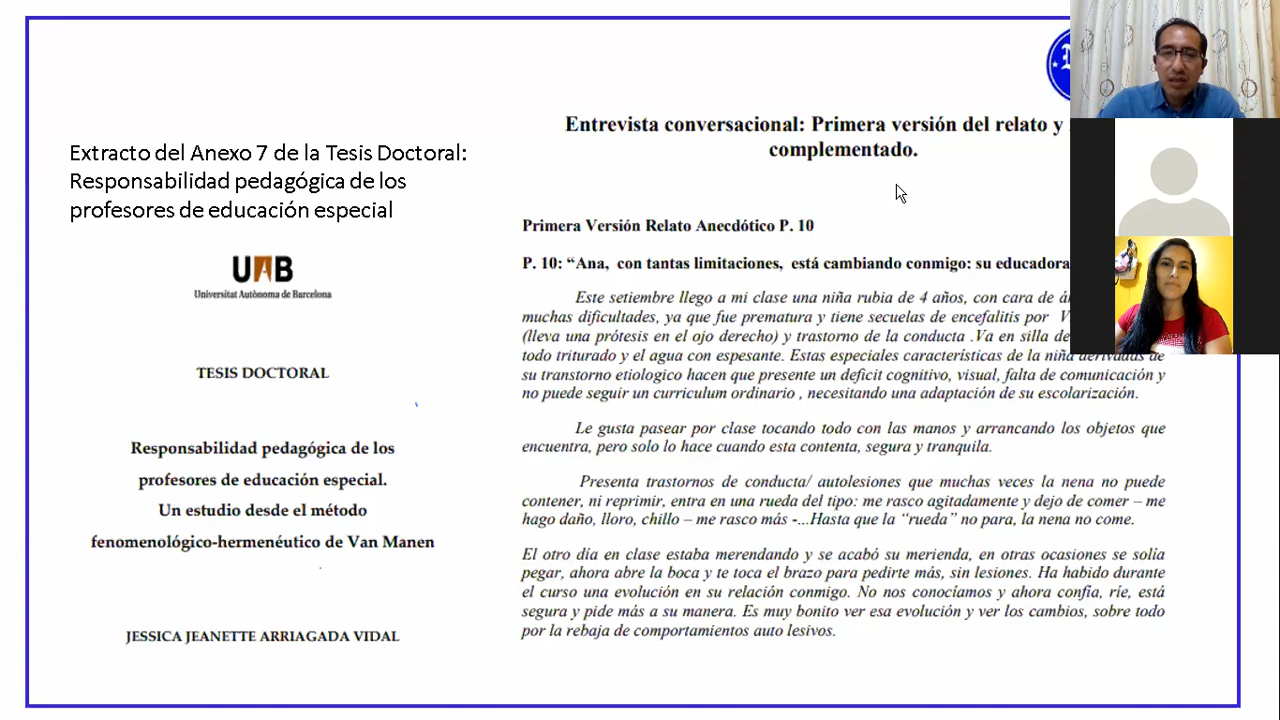 Extracto del Anexo 7 de la Tesis Doctoral:
Responsabilidad pedagógica de los
profesores de educación especial
UAB
Universitat Autònoma de Barcelona
TESIS DOCTORAL
Responsabilidad pedagógica de los
profesores de educación especial.
Un estudio desde el método
fenomenológico-hermenéutico de Van Manen
JESSICA JEANETTE ARRIAGADA VIDAL
Entrevista conversacional: Primera versión del relato y
complementado.
Primera Versión Relato Anecdótico P. 10
P. 10: “Ana, con tantas limitaciones, está cambiando conmigo: su educadora
Este setiembre llego a mi clase una niña rubia de 4 años, con cara de
muchas dificultades, ya que fue prematura y tiene secuelas de encefalitis por
(lleva una prótesis en el ojo derecho) y trastorno de la conducta .Va en silla de
todo triturado y el agua con espesante. Estas especiales características de la niña derivadas de
su transtorno etiologico hacen que presente un deficit cognitivo, visual, falta de comunicación y
no puede seguir un curriculum ordinario , necesitando una adaptación de su escolarización.
Le gusta pasear por clase tocando todo con las manos y arrancando los objetos que
encuentra, pero solo lo hace cuando esta contenta, segura y tranquila.
Presenta trastornos de conducta/ autolesiones que muchas veces la nena no puede
contener, ni reprimir, entra en una rueda del tipo: me rasco agitadamente y dejo de comer – me
hago daño, lloro, chillo – me rasco más -...Hasta que la “rueda” no para, la nena no come.
El otro día en clase estaba merendando y se acabó su merienda, en otras ocasiones se solía
pegar, ahora abre la boca y te toca el brazo para pedirte más, sin lesiones. Ha habido durante
el curso una evolución en su relación conmigo. No nos conocíamos y ahora confía, ríe, está
segura y pide más a su manera. Es muy bonito ver esa evolución y ver los cambios, sobre todo
por la rebaja de comportamientos auto lesivos.